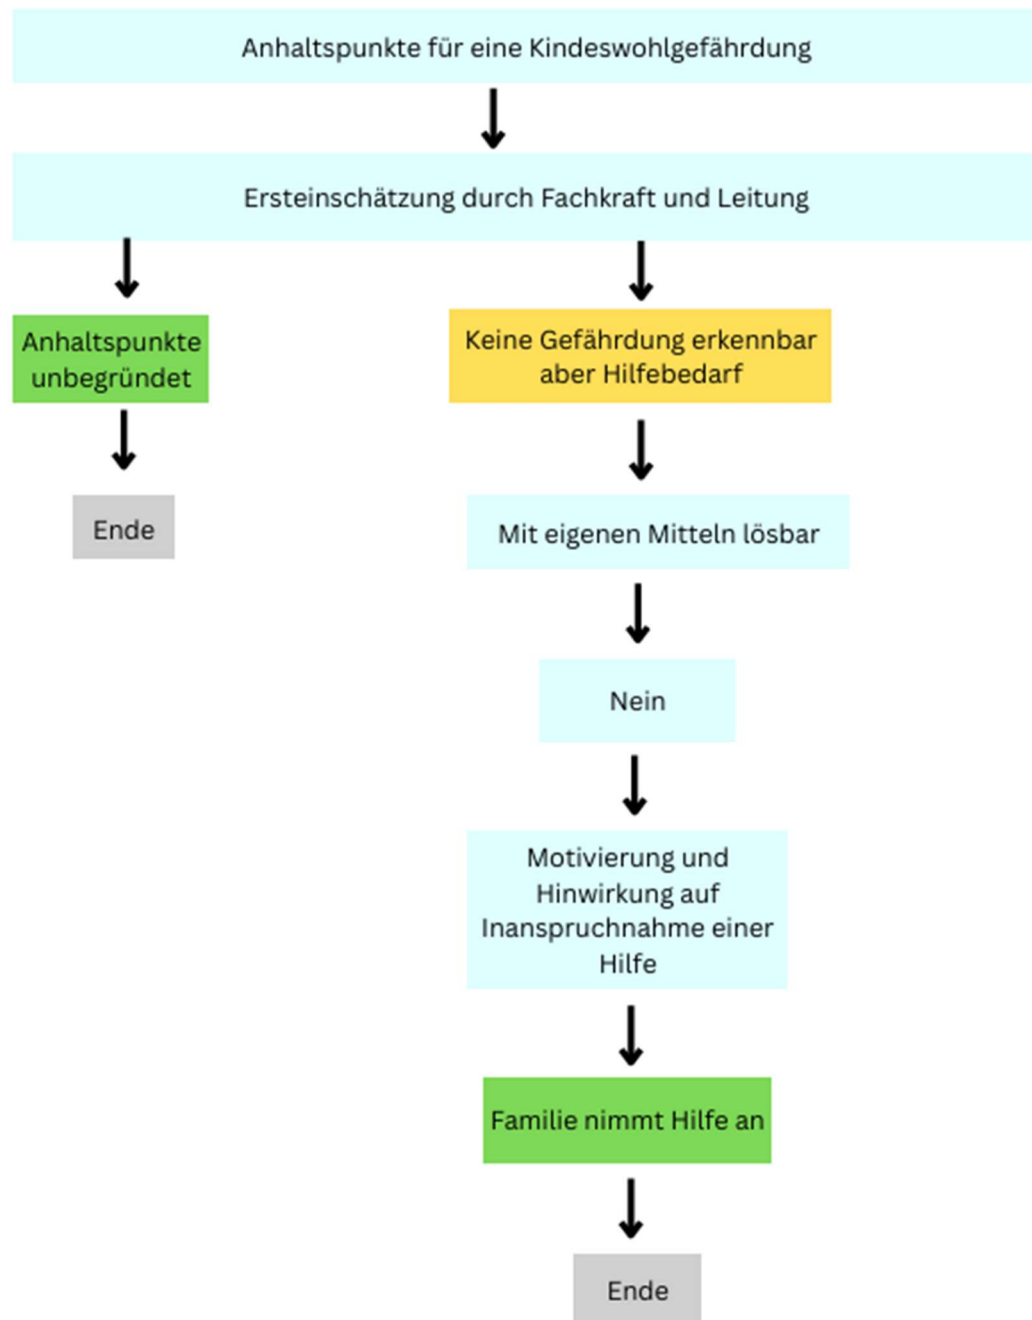 Anhaltspunkte für eine Kindeswohlgefährdung
Ersteinschätzung durch Fachkraft und Leitung
Anhaltspunkte
unbegründet
Ende
Keine Gefährdung erkennbar
aber Hilfebedarf
Mit eigenen Mitteln lösbar
Nein
Motivierung und
Hinwirkung auf
Inanspruchnahme einer
Hilfe
Familie nimmt Hilfe an
Ende